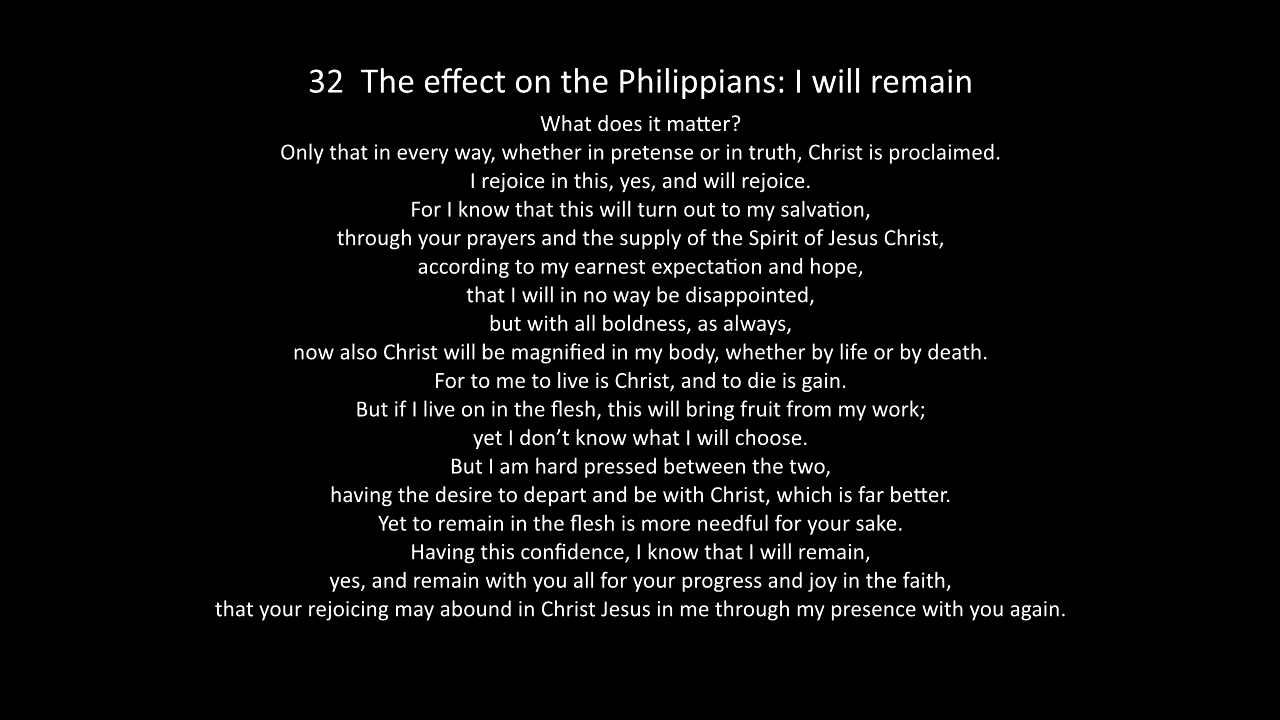 32  The effect on the Philippians: I will remain
What does it matter?
Only that in every way, whether in pretense or in truth, Christ is proclaimed.
I rejoice in this, yes, and will rejoice.
For I know that this will turn out to my salvation,
through your prayers and the supply of the Spirit of Jesus Christ,
according to my earnest expectation and hope,
that I will in no way be disappointed,
but with all boldness, as always,
now also Christ will be magnified in my body, whether by life or by death.
For to me to live is Christ, and to die is gain.
But if I live on in the flesh, this will bring fruit from my work;
yet I don’t know what I will choose.
But I am hard pressed between the two,
having the desire to depart and be with Christ, which is far better.
Yet to remain in the flesh is more needful for your sake.
Having this confidence, I know that I will remain,
yes, and remain with you all for your progress and joy in the faith,
that your rejoicing may abound in Christ Jesus in me through my presence with you again.